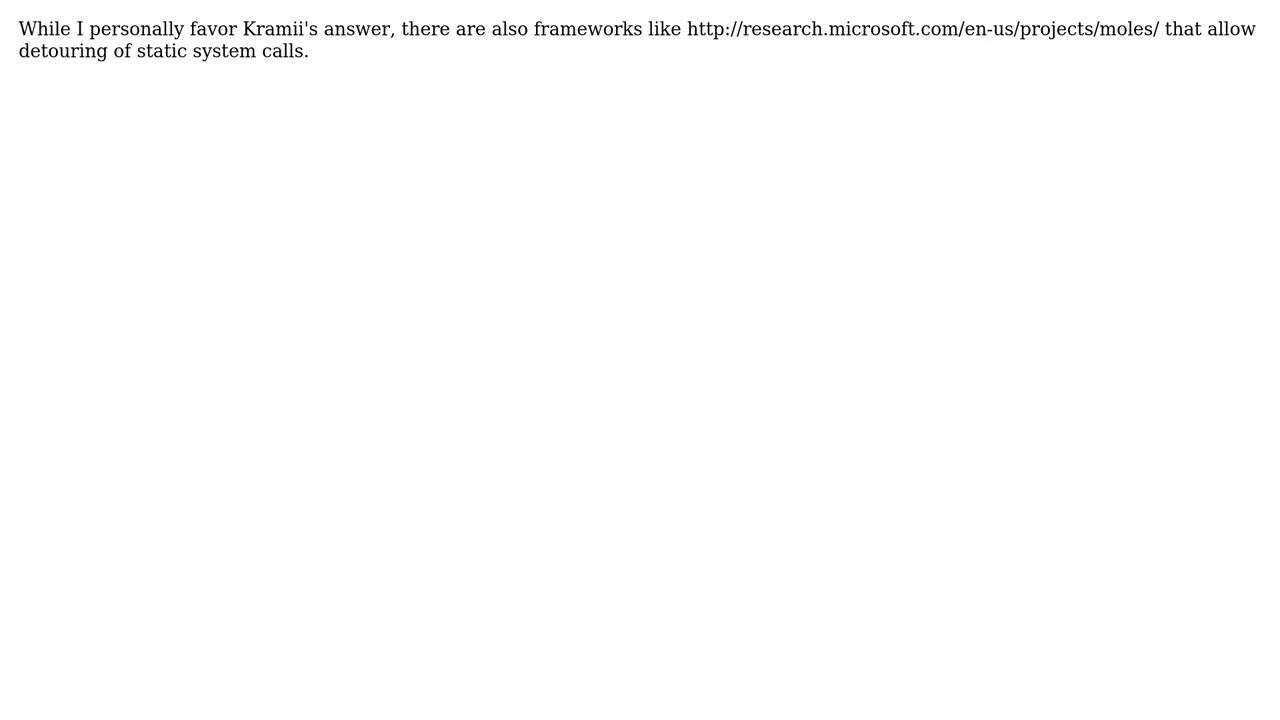 While I personally favor Kramii's answer, there are also frameworks like http://research.microsoft.com/en-us/projects/moles/ that allow
detouring of static system calls.